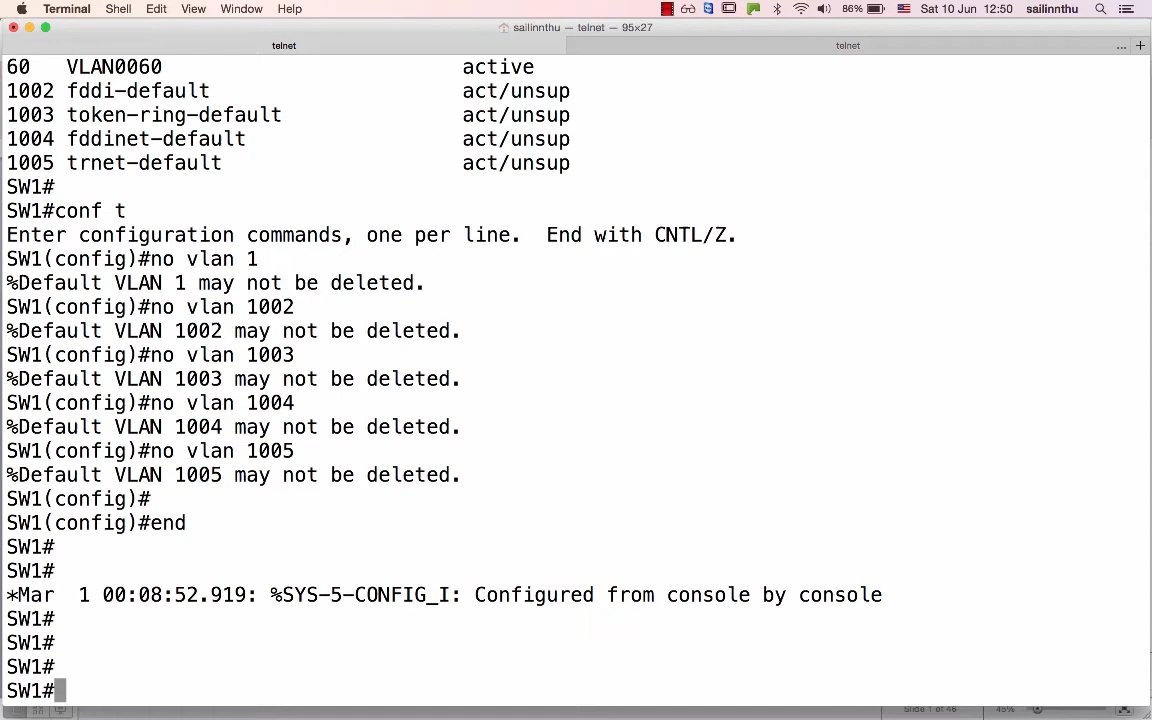 Terminal Shell Edit View Window Help 86% Sat 10 Jun 12:50 sailinnthu
sailinnthu — telnet — 95x27
telnet telnet ... +
60 VLAN0060 active
1002 fddi-default act/unsup
1003 token-ring-default act/unsup
1004 fddinet-default act/unsup
1005 trnet-default act/unsup
SW1#
SW1#conf t
Enter configuration commands, one per line.  End with CNTL/Z.
SW1(config)#no vlan 1
%Default VLAN 1 may not be deleted.
SW1(config)#no vlan 1002
%Default VLAN 1002 may not be deleted.
SW1(config)#no vlan 1003
%Default VLAN 1003 may not be deleted.
SW1(config)#no vlan 1004
%Default VLAN 1004 may not be deleted.
SW1(config)#no vlan 1005
%Default VLAN 1005 may not be deleted.
SW1(config)#
SW1(config)#end
SW1#
SW1#
*Mar  1 00:08:52.919: %SYS-5-CONFIG_I: Configured from console by console
SW1#
SW1#
SW1#
SW1#
Slide 1 of 46 45%